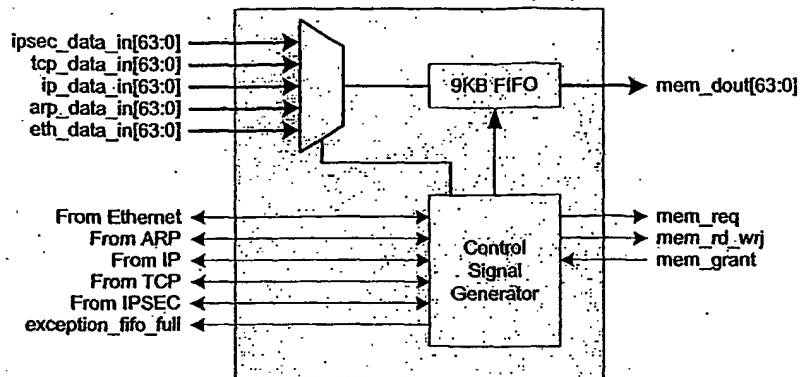 ipsec_data_in[63:0]
tcp_data_in[63:0]
ip_data_in[63:0]
arp_data_in[63:0]
eth_data_in[63:0]
9KB FIFO
mem_dout[63:0]
From Ethernet
From ARP
From IP
From TCP
From IPSEC
exception_fifo_full
Control
Signal
Generator
mem_req
mem_rd_wrj
mem_grant